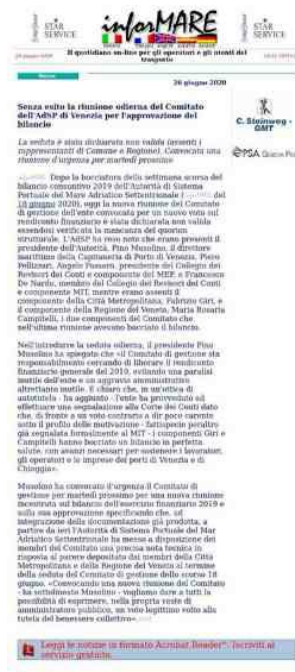 STAR SERVICE
inforMARE
STAR SERVICE
Il quotidiano on-line per gli operatori e gli utenti del trasporto
26 giugno 2020
Senza esito la riunione odierna del Comitato
dell'AdSP di Venezia per l'approvazione del
bilancio
La seduta è stata dichiarata non valida (assenti i
rappresentanti di Comune e Regione). Convocata una
riunione d'urgenza per martedì prossimo
C. Steinweg - GMT
PSA
Dopo la bocciatura della settimana scorsa del
bilancio consuntivo 2019 dell'Autorità di Sistema
Portuale del Mare Adriatico Settentrionale ( del
18 giugno 2020), oggi la nuova riunione del Comitato
di gestione dell'ente convocata per un nuovo voto sul
rendiconto finanziario è stata dichiarata non valida
essendosi verificata la mancanza del quorum
strutturale. L'AdSP ha reso noto che erano presenti il
presidente dell'Autorità, Pino Musolino, il direttore
marittimo della Capitaneria di Porto di Venezia, Piero
Pellizzari, Angelo presidente del Collegio dei
Revisori dei Conti e componente del MEF, e Francesca
De Nardo, membro del Collegio dei Revisori dei Conti
e componente MIT, mentre erano assenti il
componente della Città Metropolitana, Fabrizio Giri, e
il componente della Regione del Veneto, Maria Rosaria
Campitelli, i due componenti del Comitato che
nell'ultima riunione avevano bocciato il bilancio.
Nell'introdurre la seduta odierna, il presidente Pino
Musolino ha spiegato che «il Comitato di gestione sta
responsabilmente cercando di liberare il rendiconto
finanziario generale del 2019, evitando una paralisi
inutile dell'ente e un aggravio amministrativo
altrettanto inutile. È chiaro che, in un'ottica di
autotutela - ha aggiunto - l'ente ha provveduto ad
effettuare una segnalazione alla Corte dei Conti dato
che, di fronte a un voto contrario a dir poco carente
sotto il profilo delle motivazione - fattispecie peraltro
già segnalata formalmente al MIT - i componenti Giri e
Campitelli hanno bocciato un bilancio in perfetta
salute, con avanzi necessari per sostenere i lavoratori,
gli operatori e le imprese dei porti di Venezia e di
Chioggia».
Musolino ha convocato d'urgenza il Comitato di
gestione per martedì prossimo per una nuova riunione
incentrata sul bilancio dell'esercizio finanziario 2019 e
sulla sua approvazione specificando che, ad
integrazione della documentazione già prodotta, a
partire da ieri l'Autorità di Sistema Portuale del Mar
Adriatico Settentrionale ha messo a disposizione dei
membri del Comitato una precisa nota tecnica in
risposta al parere depositato dai membri della Città
Metropolitana e della Regione del Veneto al termine
della seduta del Comitato di gestione dello scorso 18
giugno. «Convocando una nuova riunione del Comitato
- ha sottolineato Musolino - vogliamo dare a tutti la
possibilità di esprimere, nella propria veste di
amministratore pubblico, un voto legittimo volto alla
tutela del benessere collettivo».
Leggi le notizie in formato Acrobat Reader®. Iscriviti al
servizio gratuito.